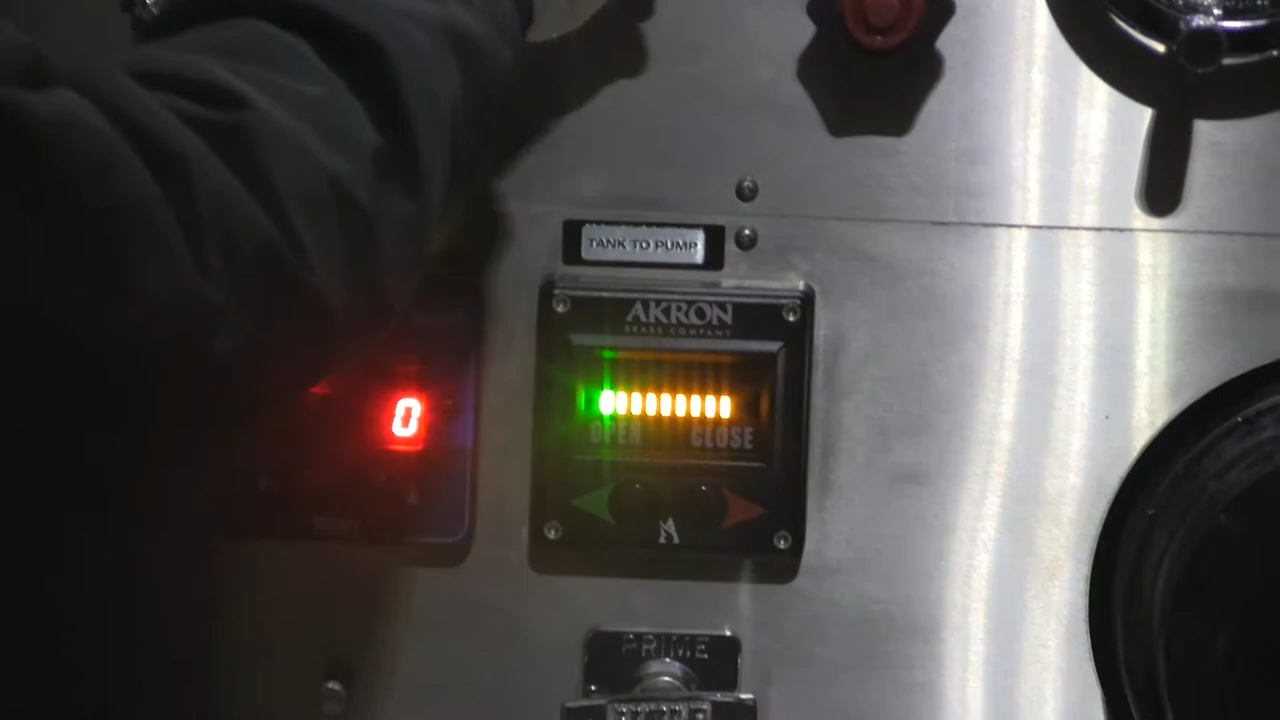 TANK TO PUMP
AKRON
BRASS COMPANY
0
OPEN CLOSE
PRIME